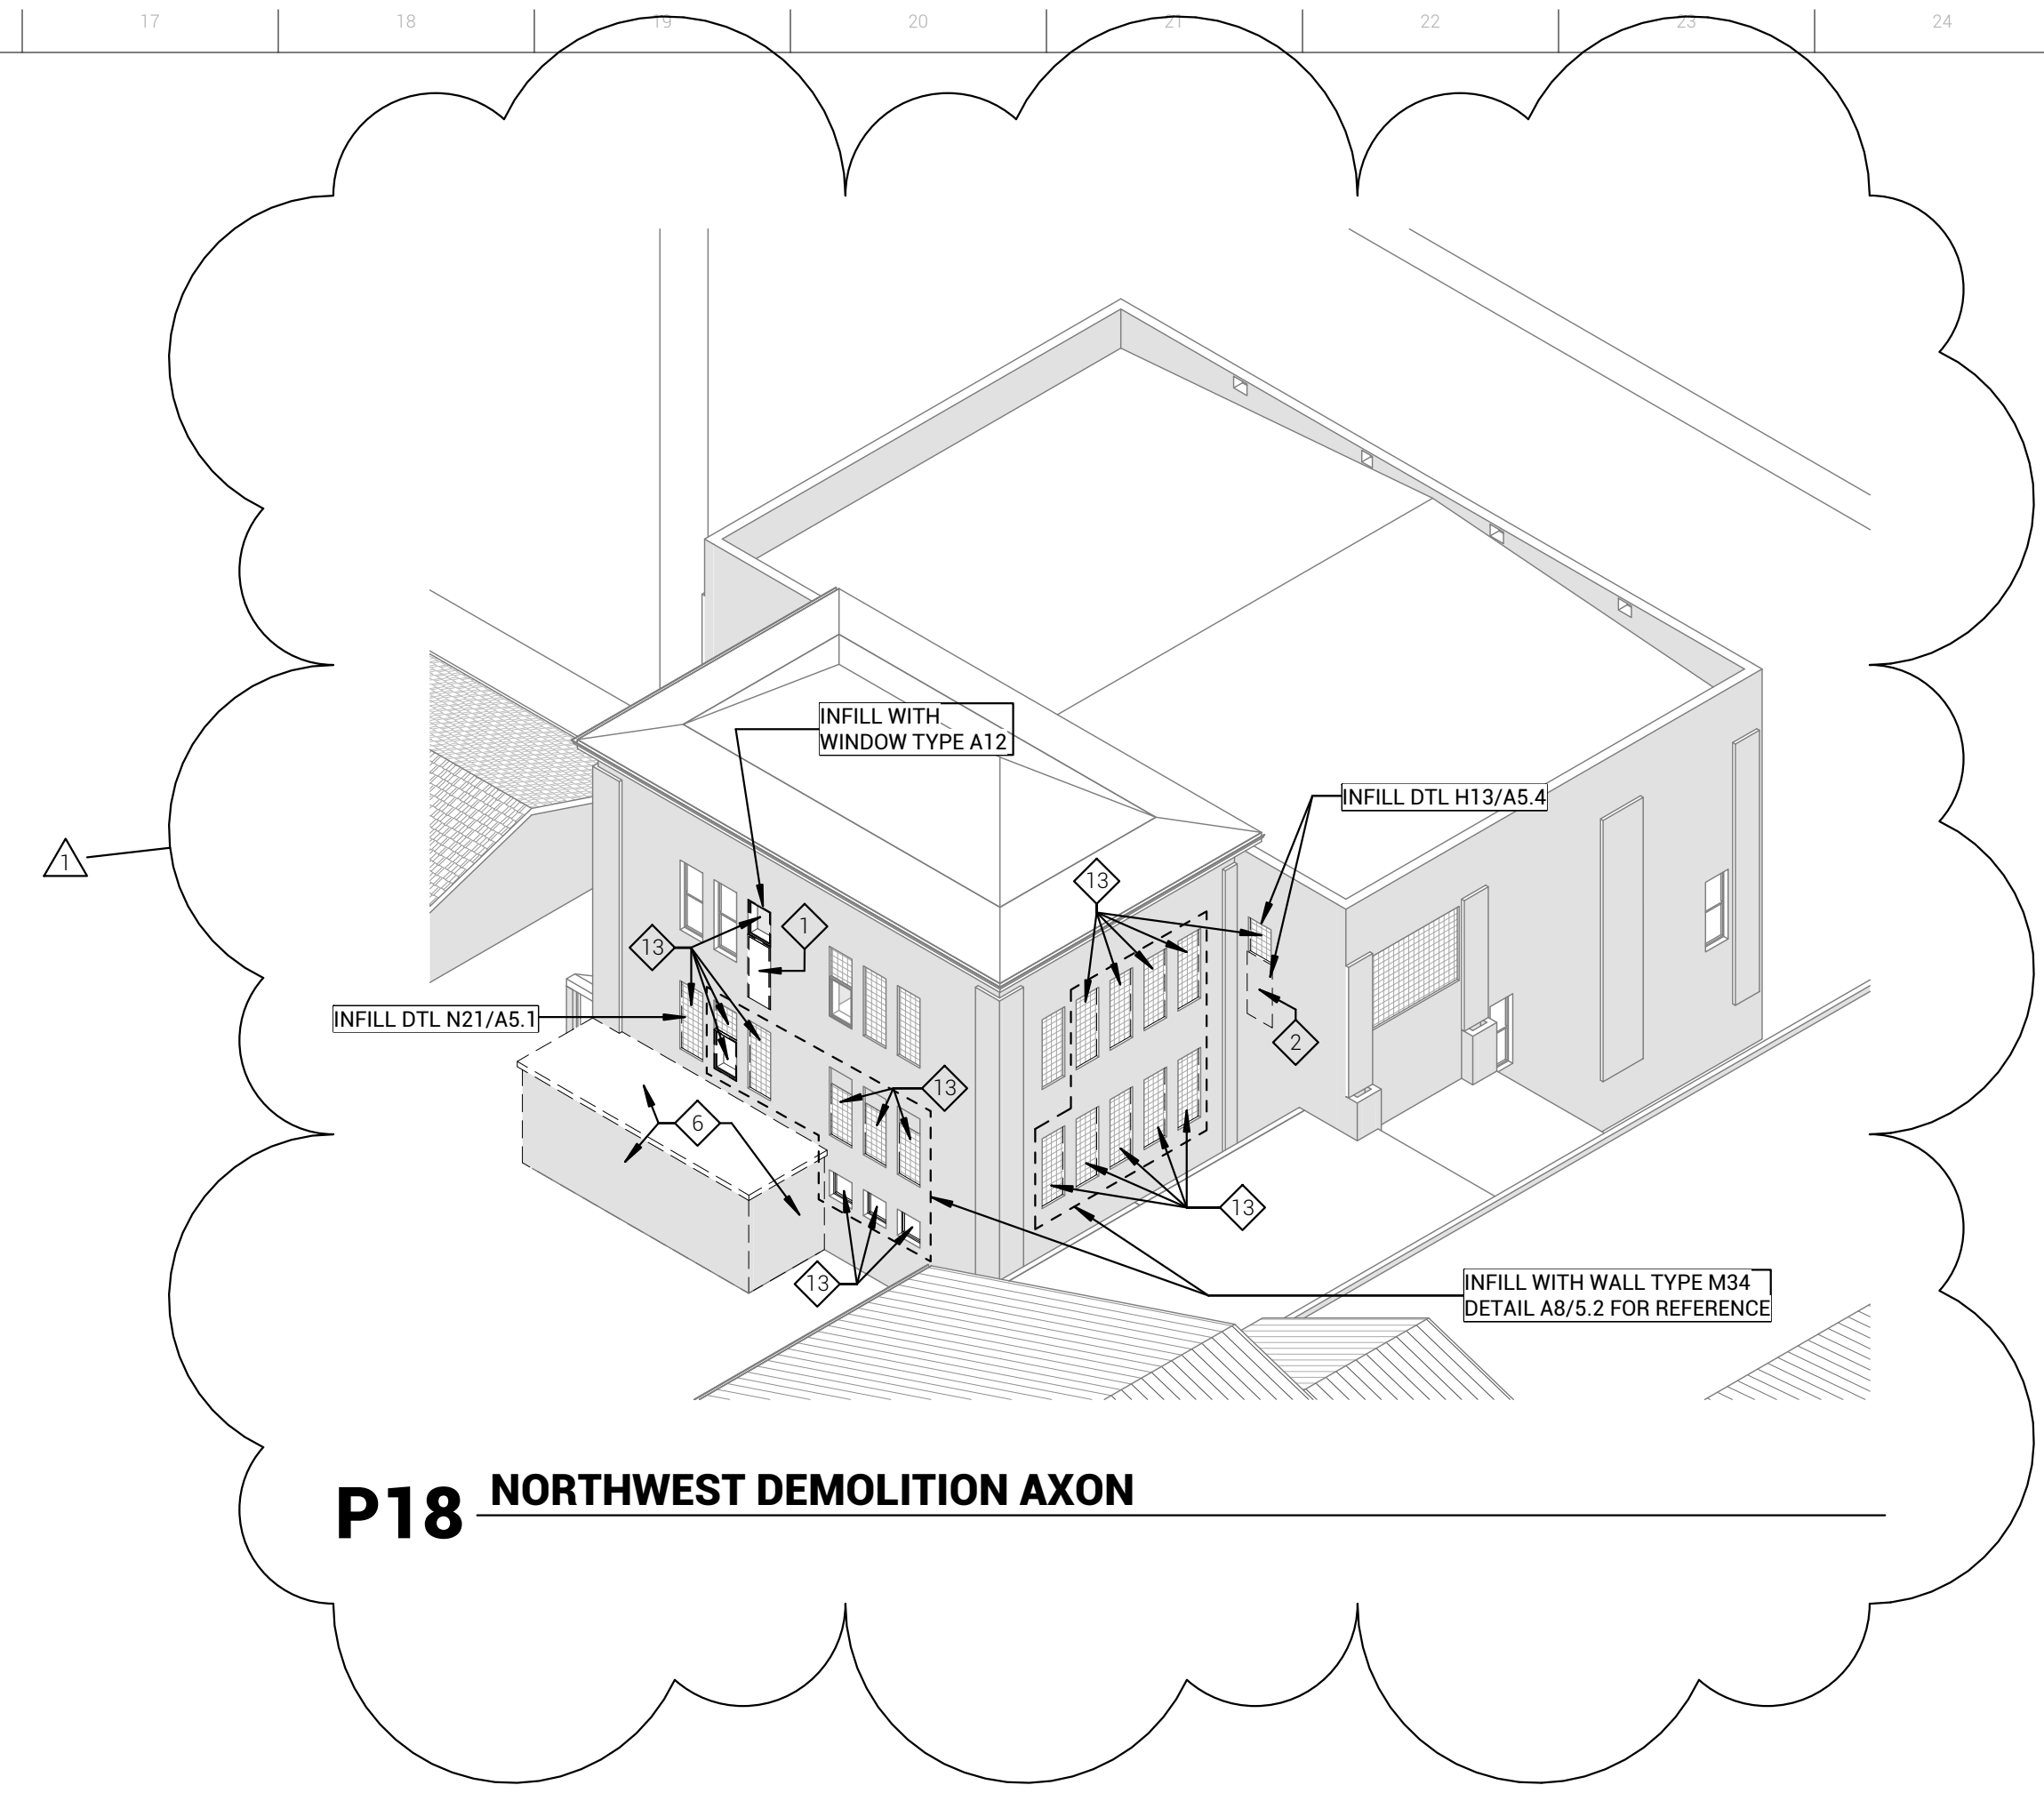 17 18 19 20 21 22 23 24
INFILL WITH
WINDOW TYPE A12
INFILL DTL H13/A5.4
1
13
1
13
INFILL DTL N21/A5.1
2
13
6
13
13
INFILL WITH WALL TYPE M34
DETAIL A8/5.2 FOR REFERENCE
P18 NORTHWEST DEMOLITION AXON